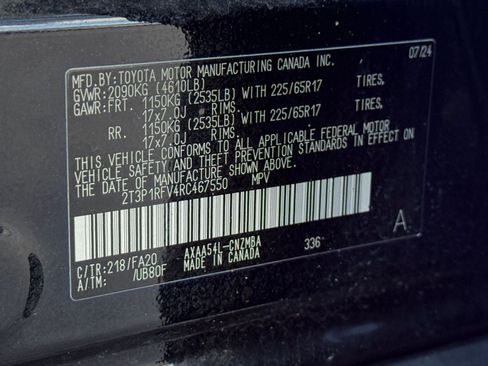 MFD.BY:TOYOTA MOTOR MANUFACTURING CANADA INC. 07/24
GVWR: 2090KG (4610LB)
GAWR: FRT. 1150KG (2535LB) WITH 225/65R17 TIRES.
17x7.0J RIMS.
RR. 1150KG (2535LB) WITH 225/65R17 TIRES.
17x7.0J RIMS.
THIS VEHICLE CONFORMS TO ALL APPLICABLE FEDERAL MOTOR
VEHICLE SAFETY AND THEFT PREVENTION STANDARDS IN EFFECT ON
THE DATE OF MANUFACTURE SHOWN ABOVE.
2T3P1RFV4RC467550 MPV
A
C/TR:218/FA20 AXAA54L-CNZMBA 336
A/TM: /UB80F MADE IN CANADA